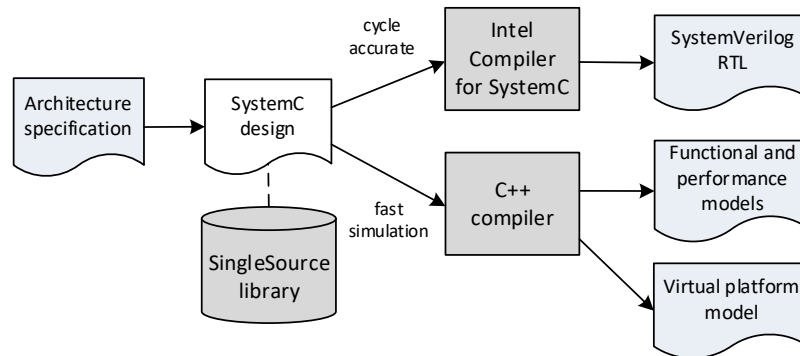 Architecture
specification
SystemC
design
SingleSource
library
cycle
accurate
fast
simulation
Intel
Compiler
for SystemC
C++
compiler
SystemVerilog
RTL
Functional and
performance
models
Virtual platform
model